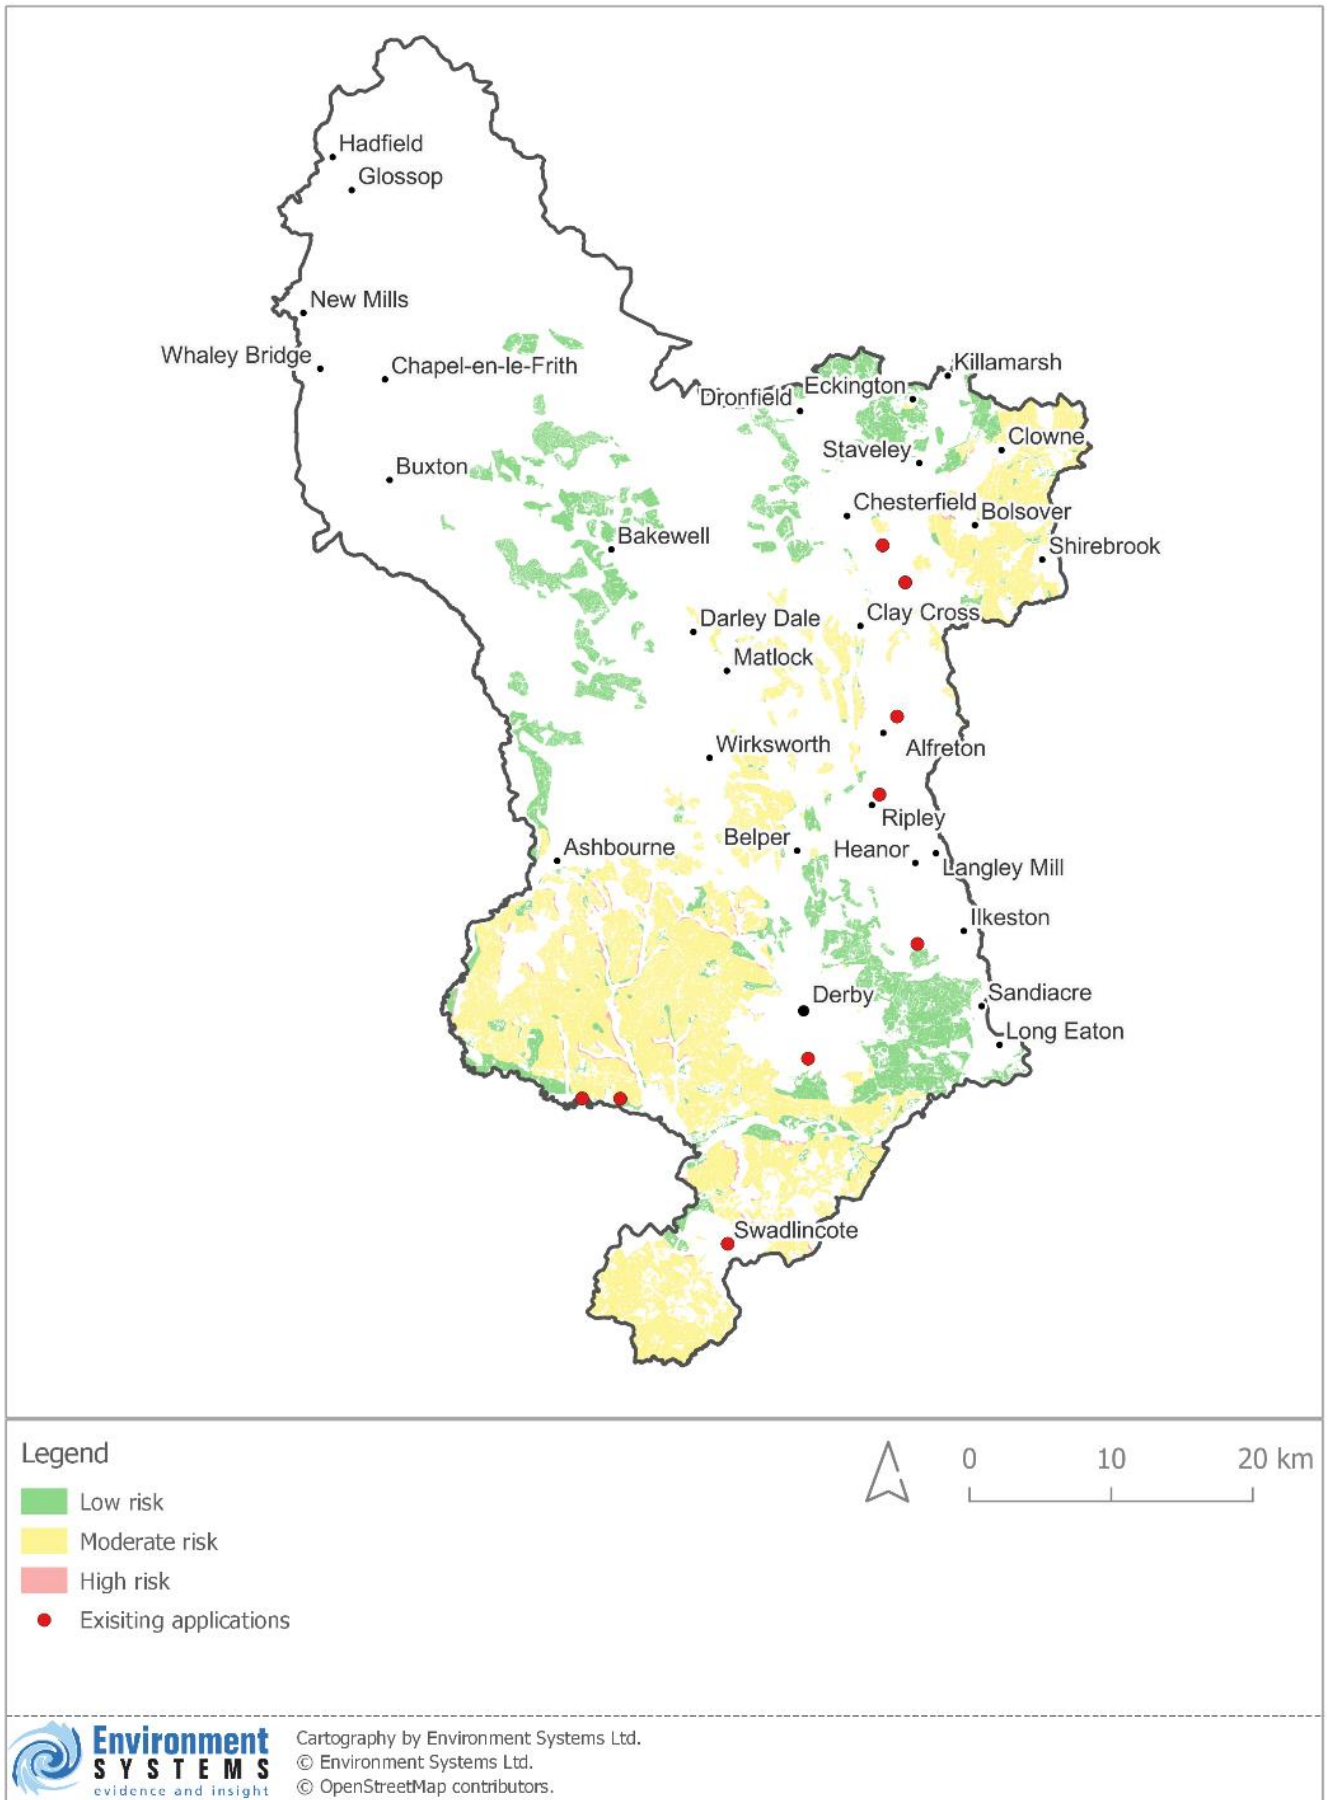 Hadfield
Glossop
New Mills
Whaley Bridge
Chapel-en-le-Frith
Killamarsh
Eckington
Dronfield
Clowne
Staveley
Buxton
Chesterfield
Bolsover
Bakewell
Shirebrook
Clay Cross
Darley Dale
Matlock
Wirksworth
Alfreton
Ripley
Belper
Heanor
Ashbourne
Langley Mill
Ilkeston
Derby
Sandiacre
Long Eaton
Swadlincote
Legend
0 10 20 km
Low risk
Moderate risk
High risk
Exisiting applications
Environment
SYSTEMS
evidence and insight
Cartography by Environment Systems Ltd.
© Environment Systems Ltd.
© OpenStreetMap contributors.